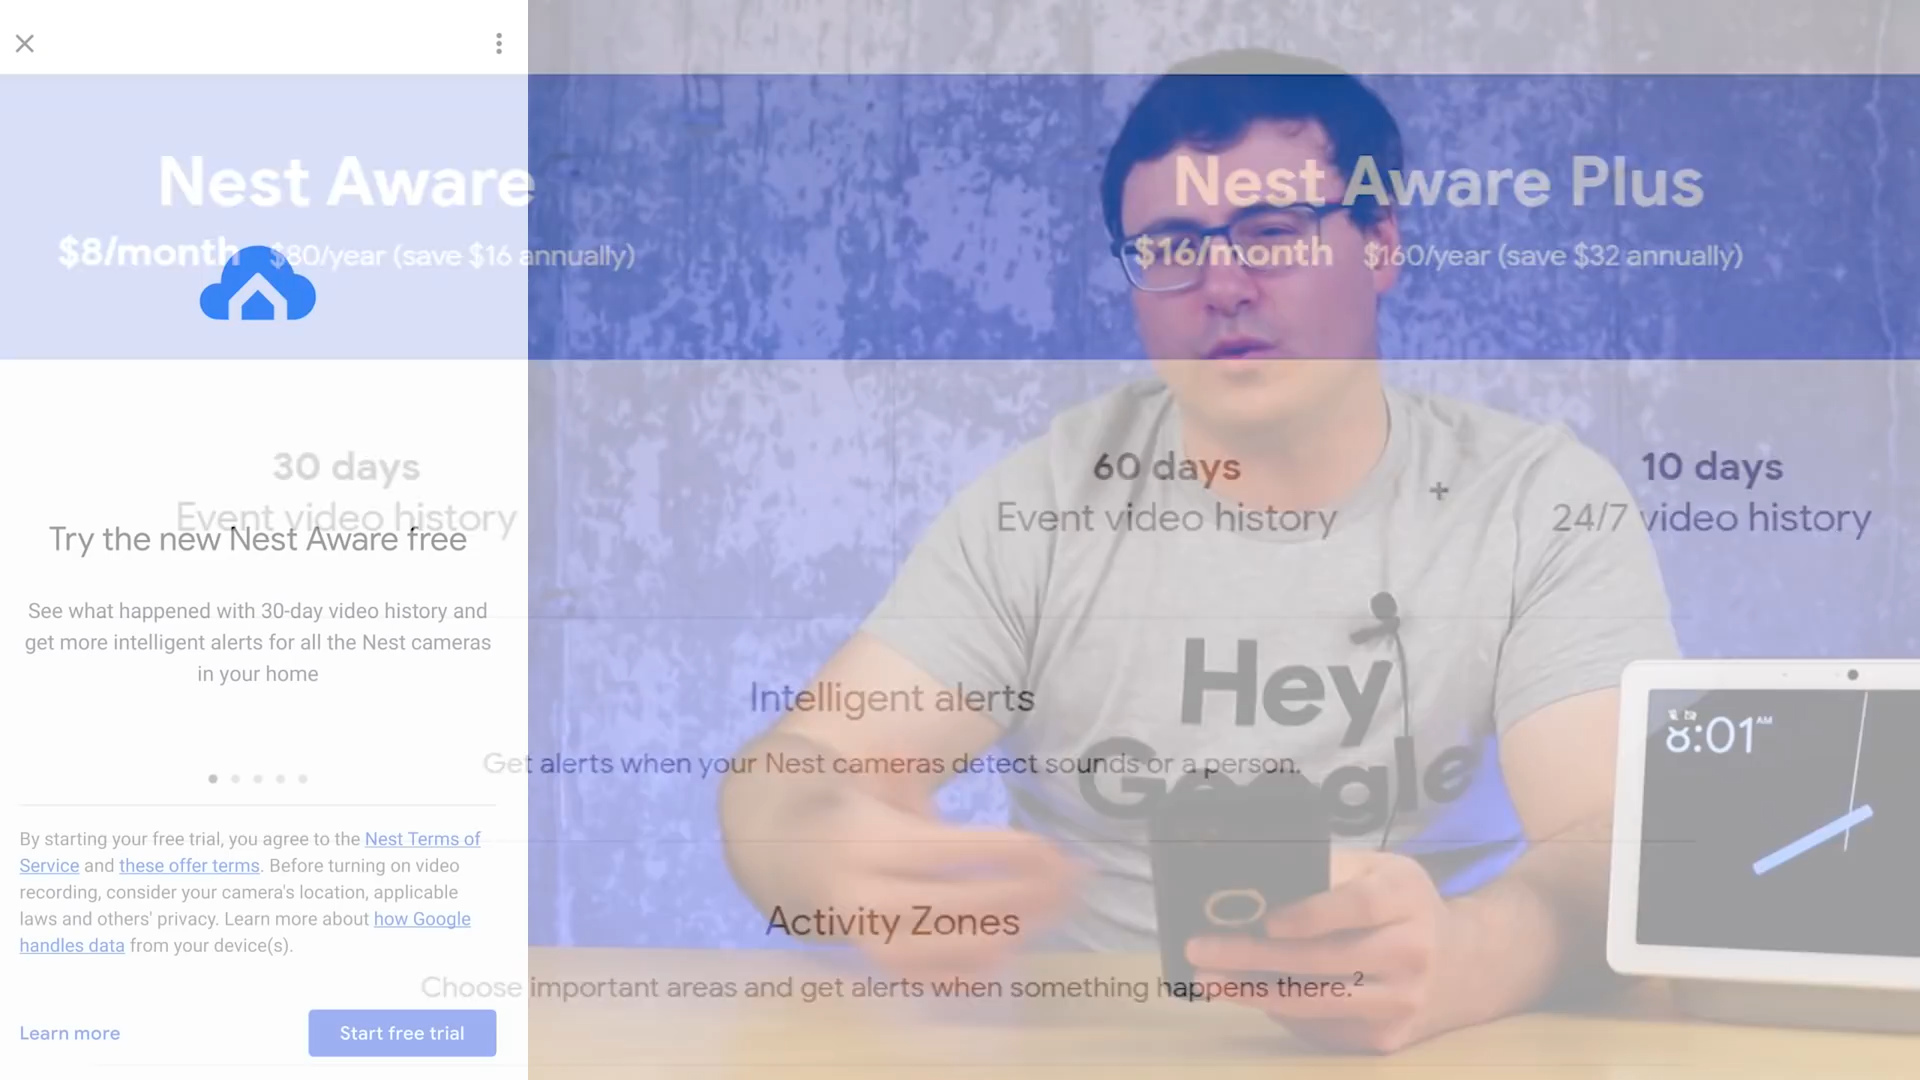 Nest Aware
$8/month $80/year (save $16 annually)
Nest Aware Plus
$16/month $160/year (save $32 annually)
30 days
Event video history
60 days
Event video history
+
10 days
24/7 video history
Try the new Nest Aware free
See what happened with 30-day video history and
get more intelligent alerts for all the Nest cameras
in your home
Intelligent alerts
Get alerts when your Nest cameras detect sounds or a person.
Activity Zones
Choose important areas and get alerts when something happens there.2
By starting your free trial, you agree to the Nest Terms of
Service and these offer terms. Before turning on video
recording, consider your camera's location, applicable
laws and others' privacy. Learn more about how Google
handles data from your device(s).
Learn more
Start free trial
Hey
Google
8:01 AM